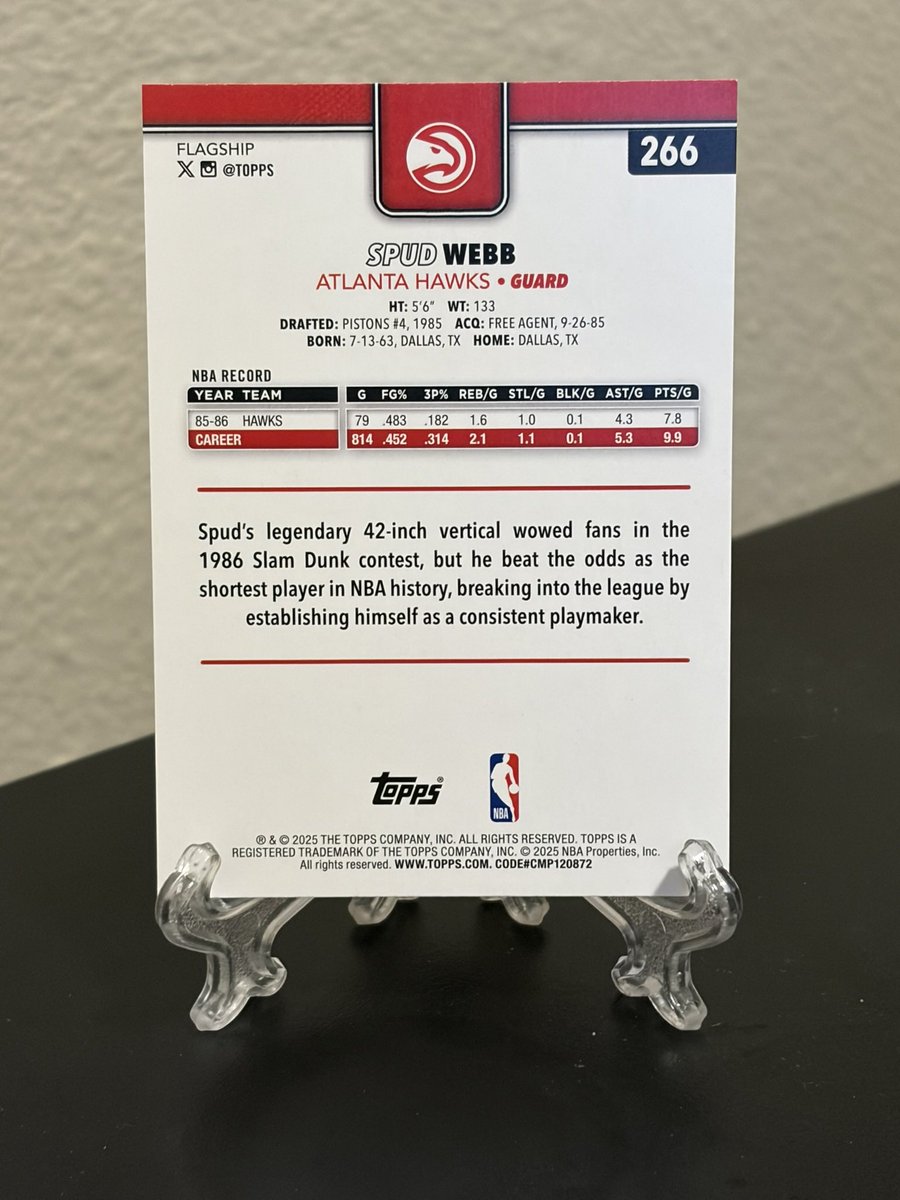 FLAGSHIP
266
X @TOPPS
SPUD WEBB
ATLANTA HAWKS • GUARD
HT: 5'6" WT: 133
DRAFTED: PISTONS #4, 1985 ACQ: FREE AGENT, 9-26-85
BORN: 7-13-63, DALLAS, TX HOME: DALLAS, TX
NBA RECORD
YEAR TEAM G FG% 3P% REB/G STL/G BLK/G AST/G PTS/G
85-86 HAWKS 79 .483 .182 1.6 1.0 0.1 4.3 7.8
CAREER 814 .452 .314 2.1 1.1 0.1 5.3 9.9
Spud's legendary 42-inch vertical wowed fans in the
1986 Slam Dunk contest, but he beat the odds as the
shortest player in NBA history, breaking into the league by
establishing himself as a consistent playmaker.
Topps®
NBA
® & © 2025 THE TOPPS COMPANY, INC. ALL RIGHTS RESERVED. TOPPS IS A
REGISTERED TRADEMARK OF THE TOPPS COMPANY, INC. © 2025 NBA Properties, Inc.
All rights reserved. WWW.TOPPS.COM. CODE#CMP120872